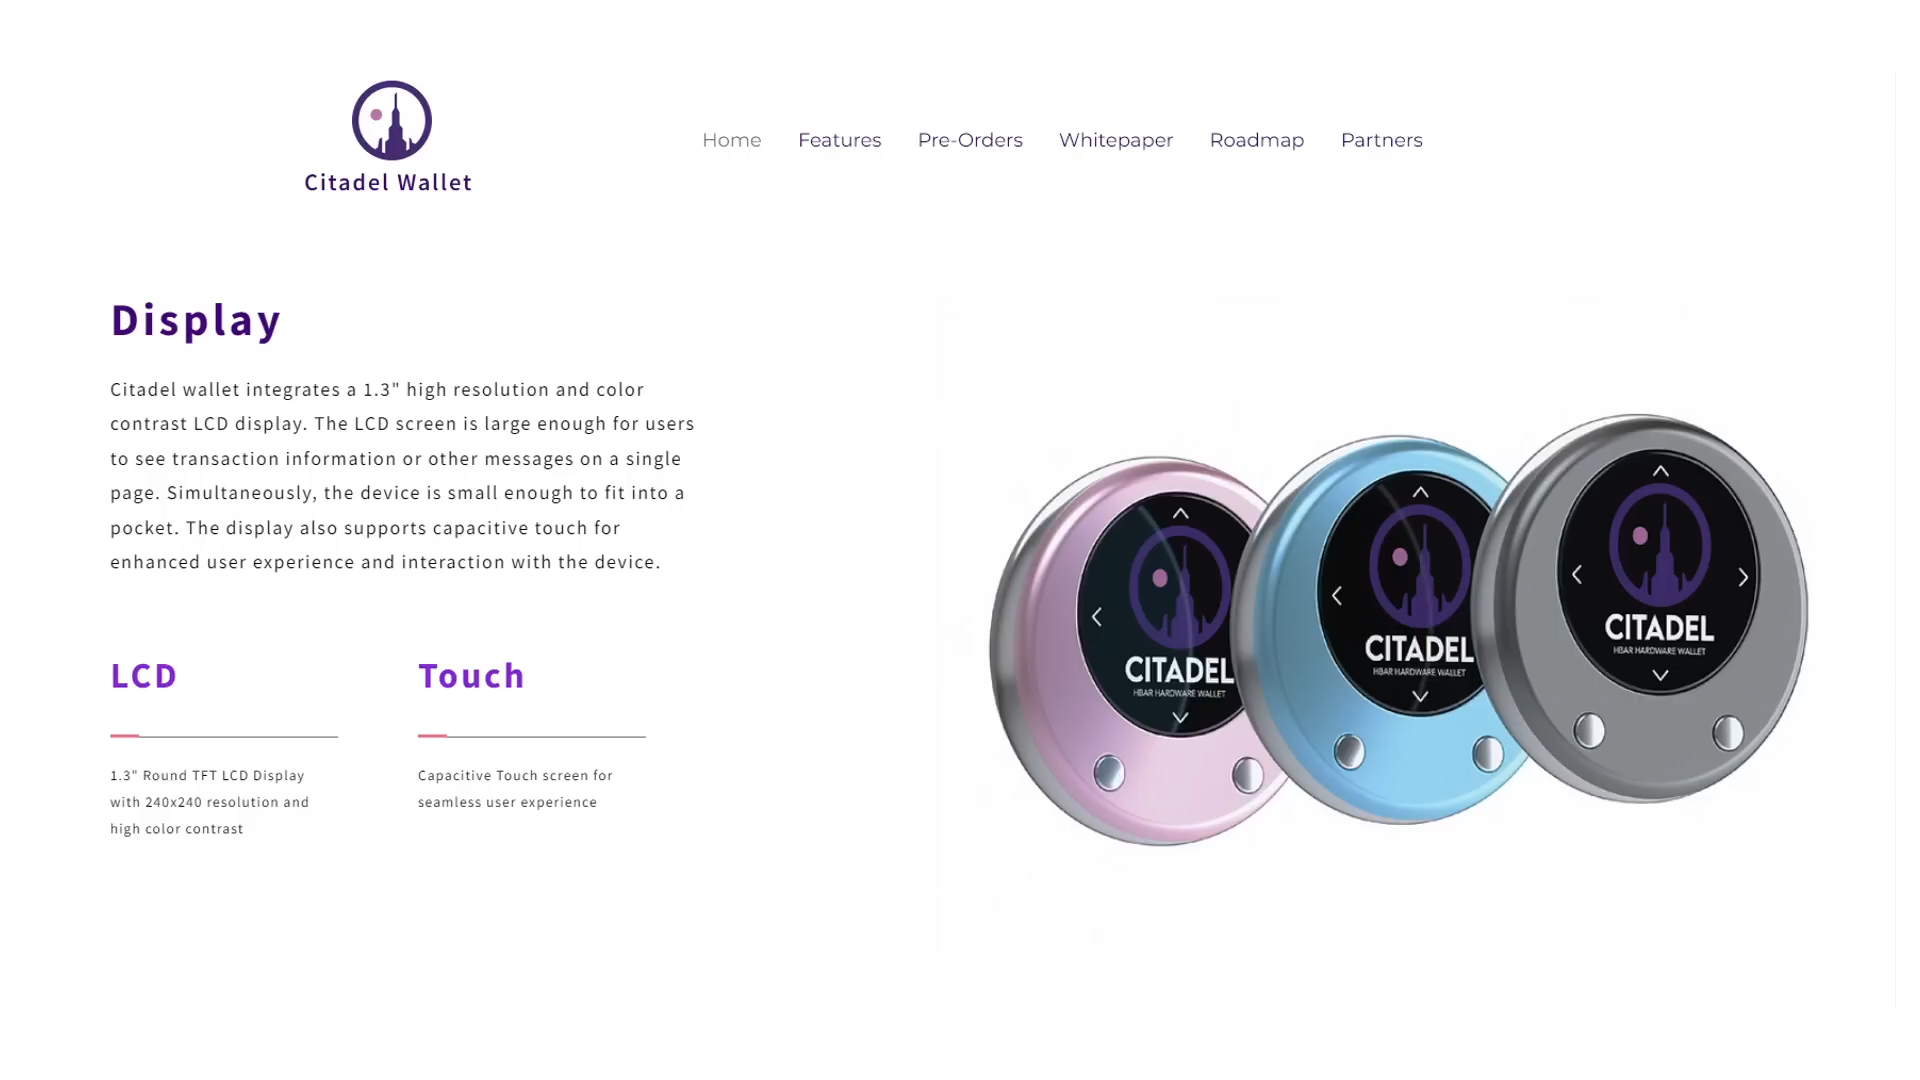 Citadel Wallet
Home Features Pre-Orders Whitepaper Roadmap Partners
Display
Citadel wallet integrates a 1.3" high resolution and color
contrast LCD display. The LCD screen is large enough for users
to see transaction information or other messages on a single
page. Simultaneously, the device is small enough to fit into a
pocket. The display also supports capacitive touch for
enhanced user experience and interaction with the device.
LCD
1.3" Round TFT LCD Display
with 240x240 resolution and
high color contrast
Touch
Capacitive Touch screen for
seamless user experience
CITADEL
HBAR HARDWARE WALLET
CITADEL
HBAR HARDWARE WALLET
CITADEL
HBAR HARDWARE WALLET